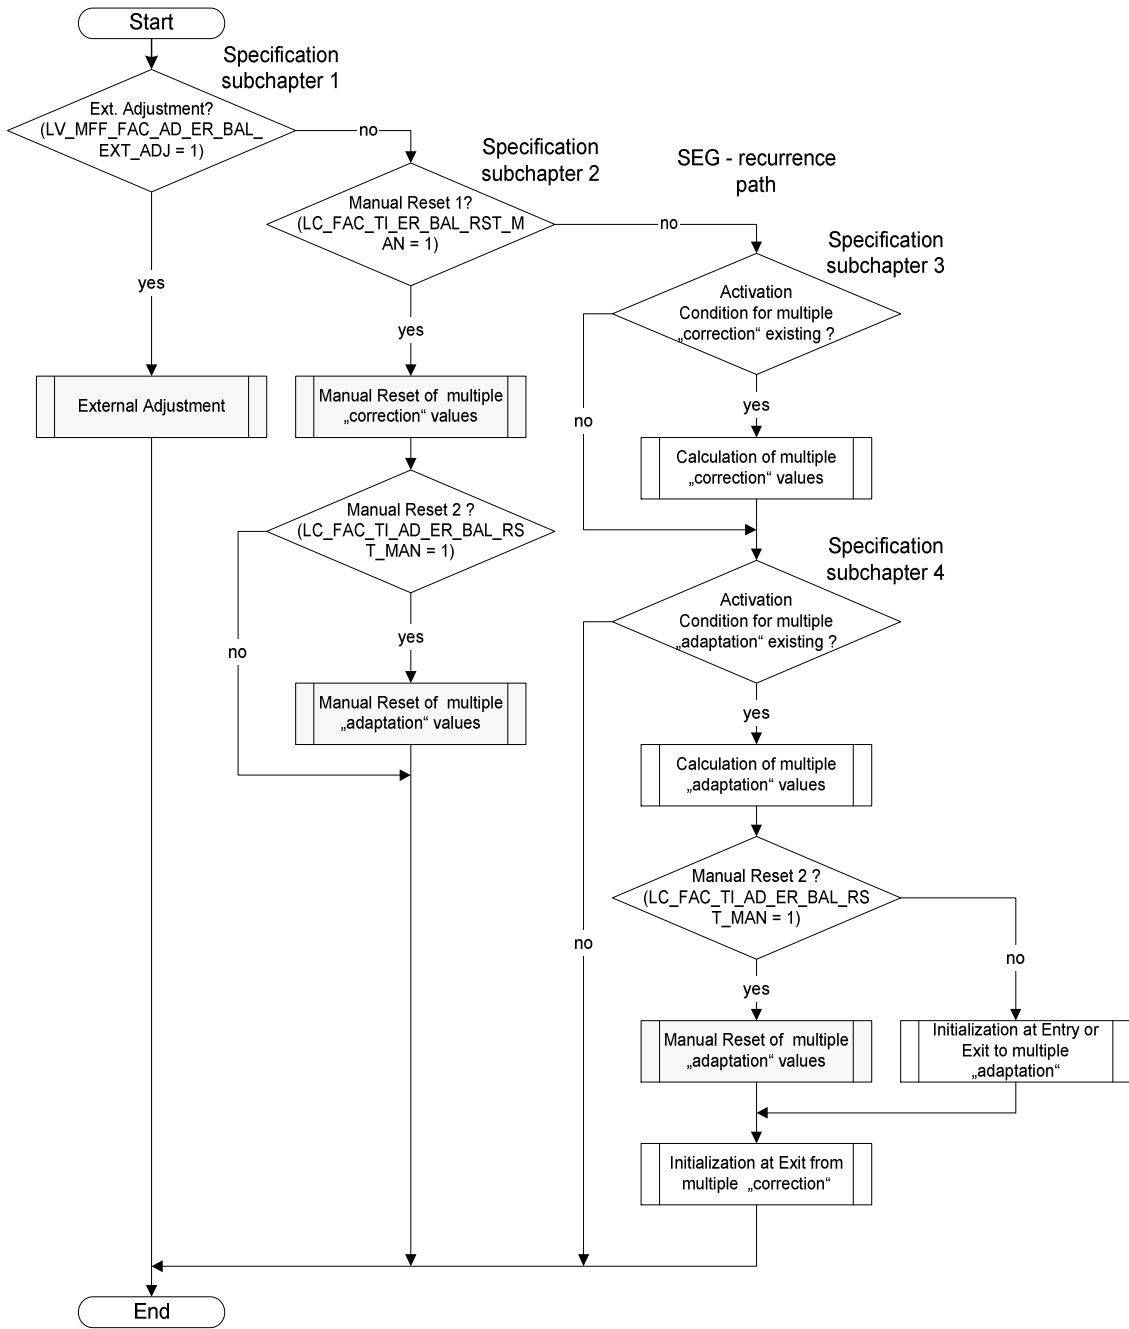 Start
Specification
subchapter 1
Ext. Adjustment?
(LV_MFF_FAC_AD_ER_BAL_
EXT_ADJ = 1)
no
yes
External Adjustment
Specification
subchapter 2
Manual Reset 1?
(LC_FAC_TI_ER_BAL_RST_M
AN = 1)
no
yes
Manual Reset of multiple
„correction“ values
Manual Reset 2 ?
(LC_FAC_TI_AD_ER_BAL_RS
T_MAN = 1)
no
yes
Manual Reset of multiple
„adaptation“ values
SEG - recurrence
path
Specification
subchapter 3
Activation
Condition for multiple
„correction“ existing ?
no
yes
Calculation of multiple
„correction“ values
Specification
subchapter 4
Activation
Condition for multiple
„adaptation“ existing ?
no
yes
Calculation of multiple
„adaptation“ values
Manual Reset 2 ?
(LC_FAC_TI_AD_ER_BAL_RS
T_MAN = 1)
no
yes
Manual Reset of multiple
„adaptation“ values
Initialization at Entry or
Exit to multiple
„adaptation“
Initialization at Exit from
multiple „correction“
End